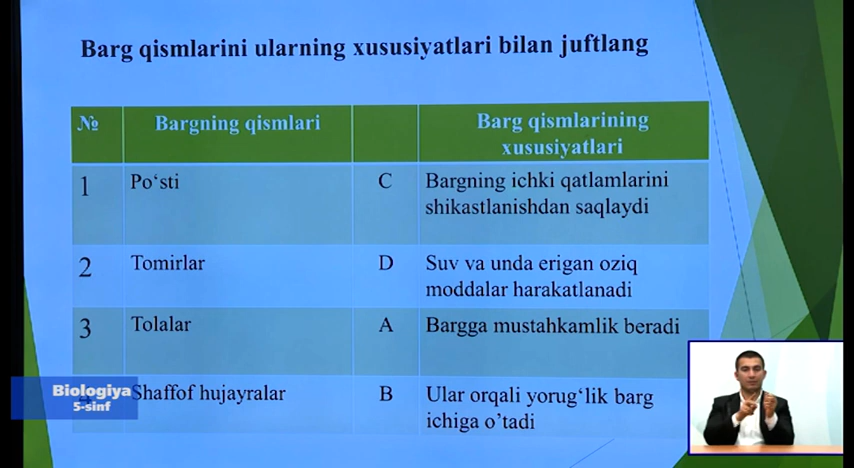 Barg qismlarini ularning xususiyatlari bilan juftlang
№ Bargning qismlari Barg qismlarining
xususiyatlari
1 Po‘sti C Bargning ichki qatlamlarini
shikastlanishdan saqlaydi
2 Tomirlar D Suv va unda erigan oziq
moddalar harakatlanadi
3 Tolalar A Bargga mustahkamlik beradi
4 Shaffof hujayralar B Ular orqali yorug‘lik barg
ichiga o’tadi
Biologiya
5-sinf